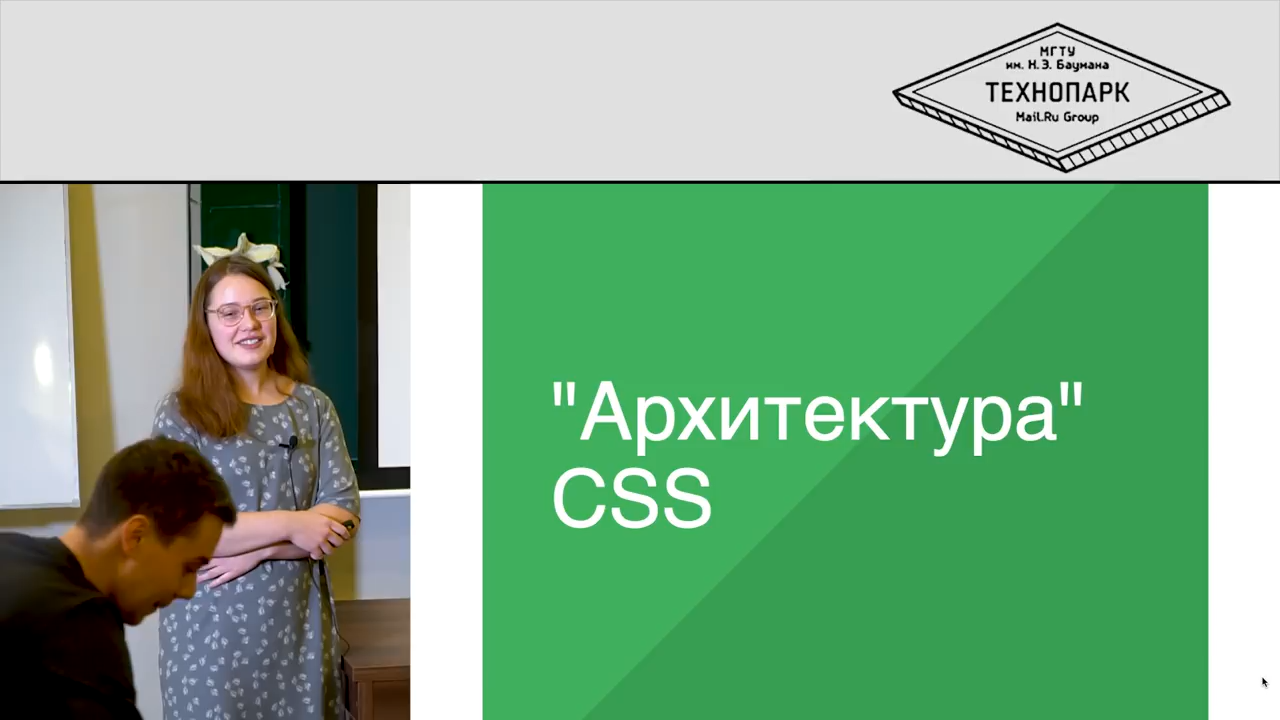 МГТУ
им. Н.Э. Баумана
ТЕХНОПАРК
Mail.Ru Group
"Архитектура"
CSS